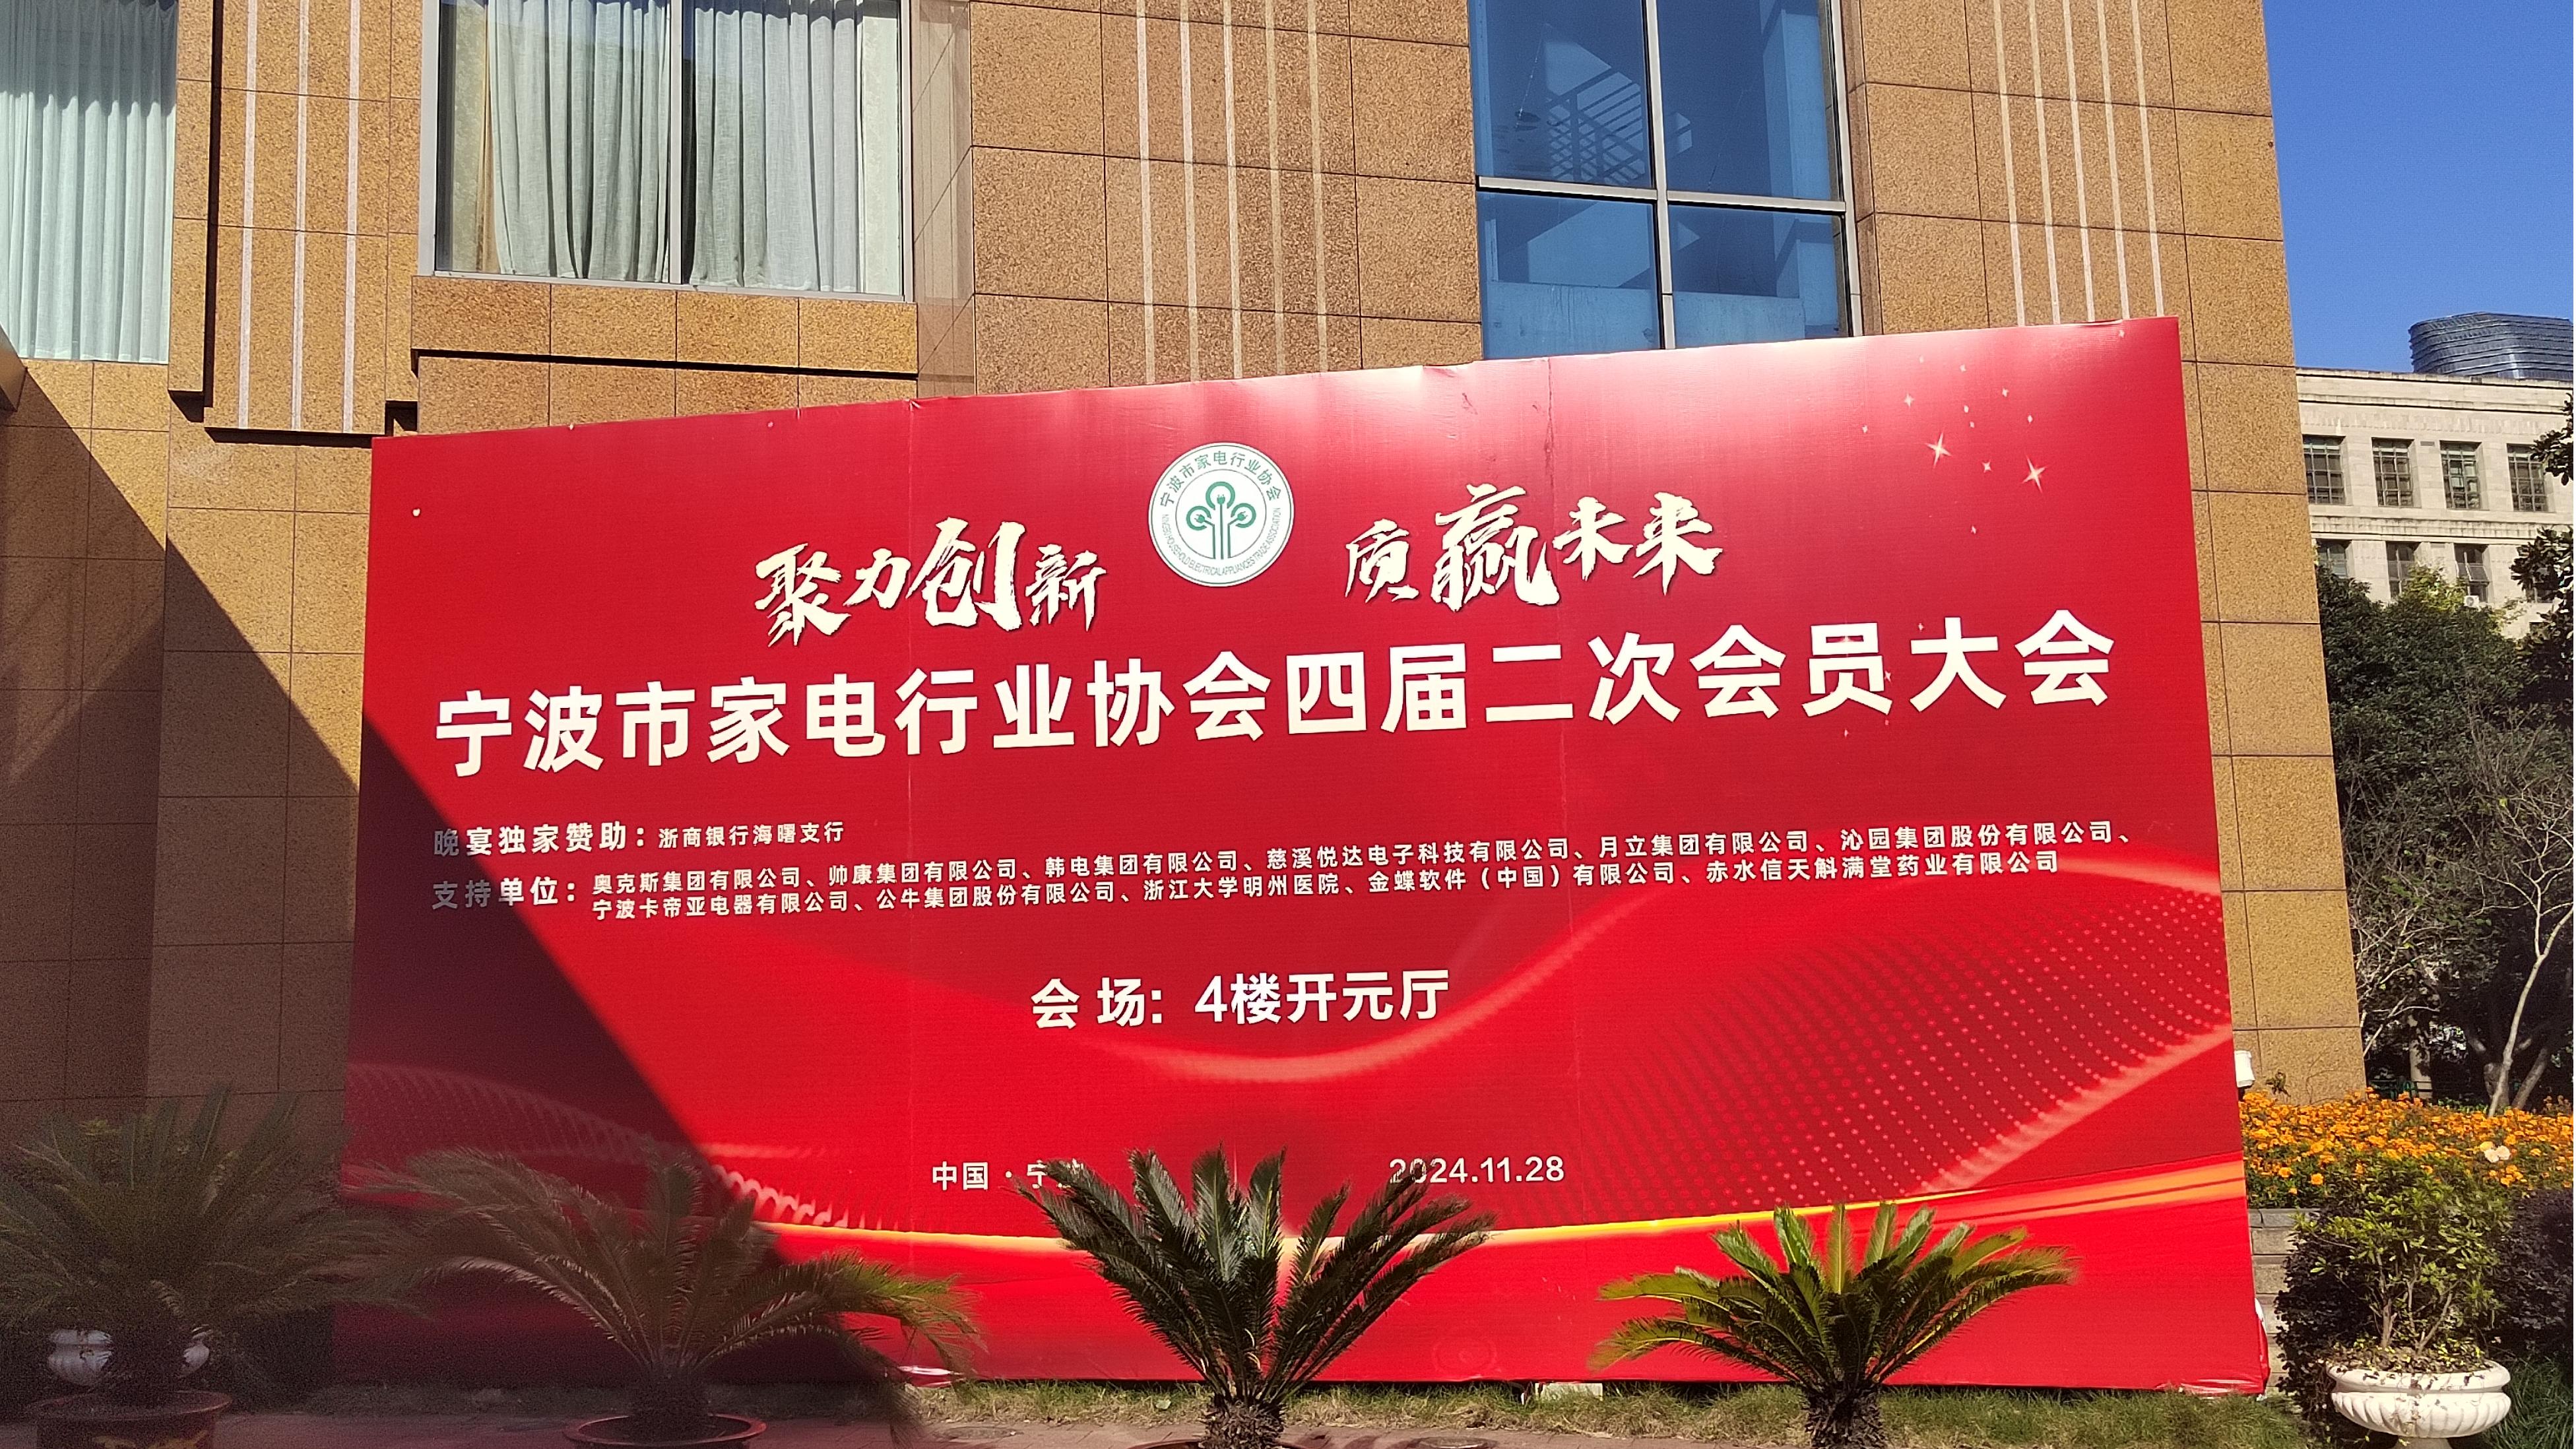 宁波市家电行业协会
NINGBO HOUSEHOLD ELECTRICAL APPLIANCES TRADE ASSOCIATION
聚力创新 质赢未来
宁波市家电行业协会四届二次会员大会
晚宴独家赞助：浙商银行海曙支行
支持单位：奥克斯集团有限公司、帅康集团有限公司、韩电集团有限公司、慈溪悦达电子科技有限公司、月立集团有限公司、沁园集团股份有限公司、
宁波卡帝亚电器有限公司、公牛集团股份有限公司、浙江大学明州医院、金蝶软件（中国）有限公司、赤水信天斛满堂药业有限公司
会 场: 4楼开元厅
中国 · 宁波 2024.11.28